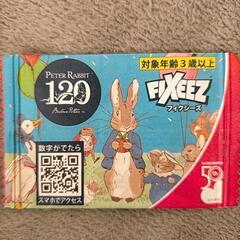 PETER RABBIT
120
対象年齢3歳以上
FIXEEZ
フィクシーズ
数字がでたら
スマホでアクセス